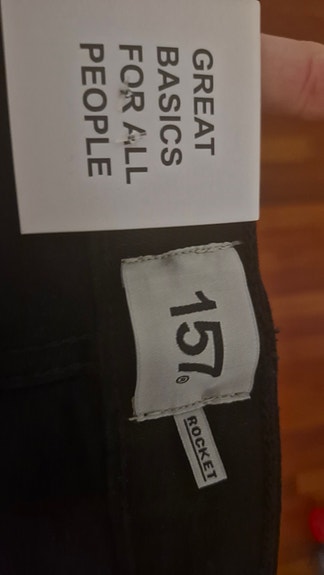 GREAT
BASICS
FOR ALL
PEOPLE
157®
ROCKET